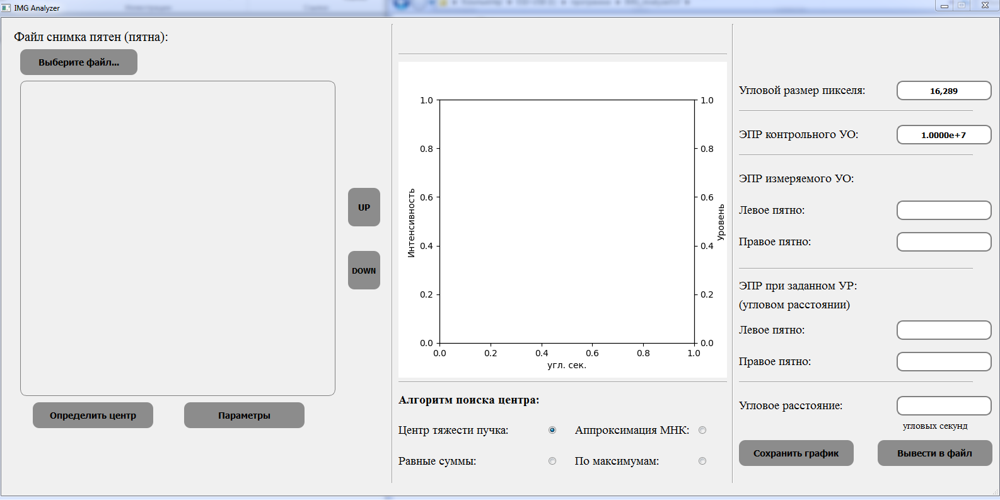 IMG Analyzer
Файл снимка пятен (пятна):
Выберите файл...
UP
DOWN
Определить центр
Параметры
1.0
0.8
0.6
0.4
0.2
0.0
Интенсивность
1.0
0.8
0.6
0.4
0.2
0.0
Уровень
0.0 0.2 0.4 0.6 0.8 1.0
угл. сек.
Алгоритм поиска центра:
Центр тяжести пучка: Аппроксимация МНК:
Равные суммы: По максимумам:
Угловой размер пикселя: 16,289
ЭПР контрольного УО: 1.0000e+7
ЭПР измеряемого УО:
Левое пятно:
Правое пятно:
ЭПР при заданном УР:
(угловом расстоянии)
Левое пятно:
Правое пятно:
Угловое расстояние:
угловых секунд
Сохранить график
Вывести в файл